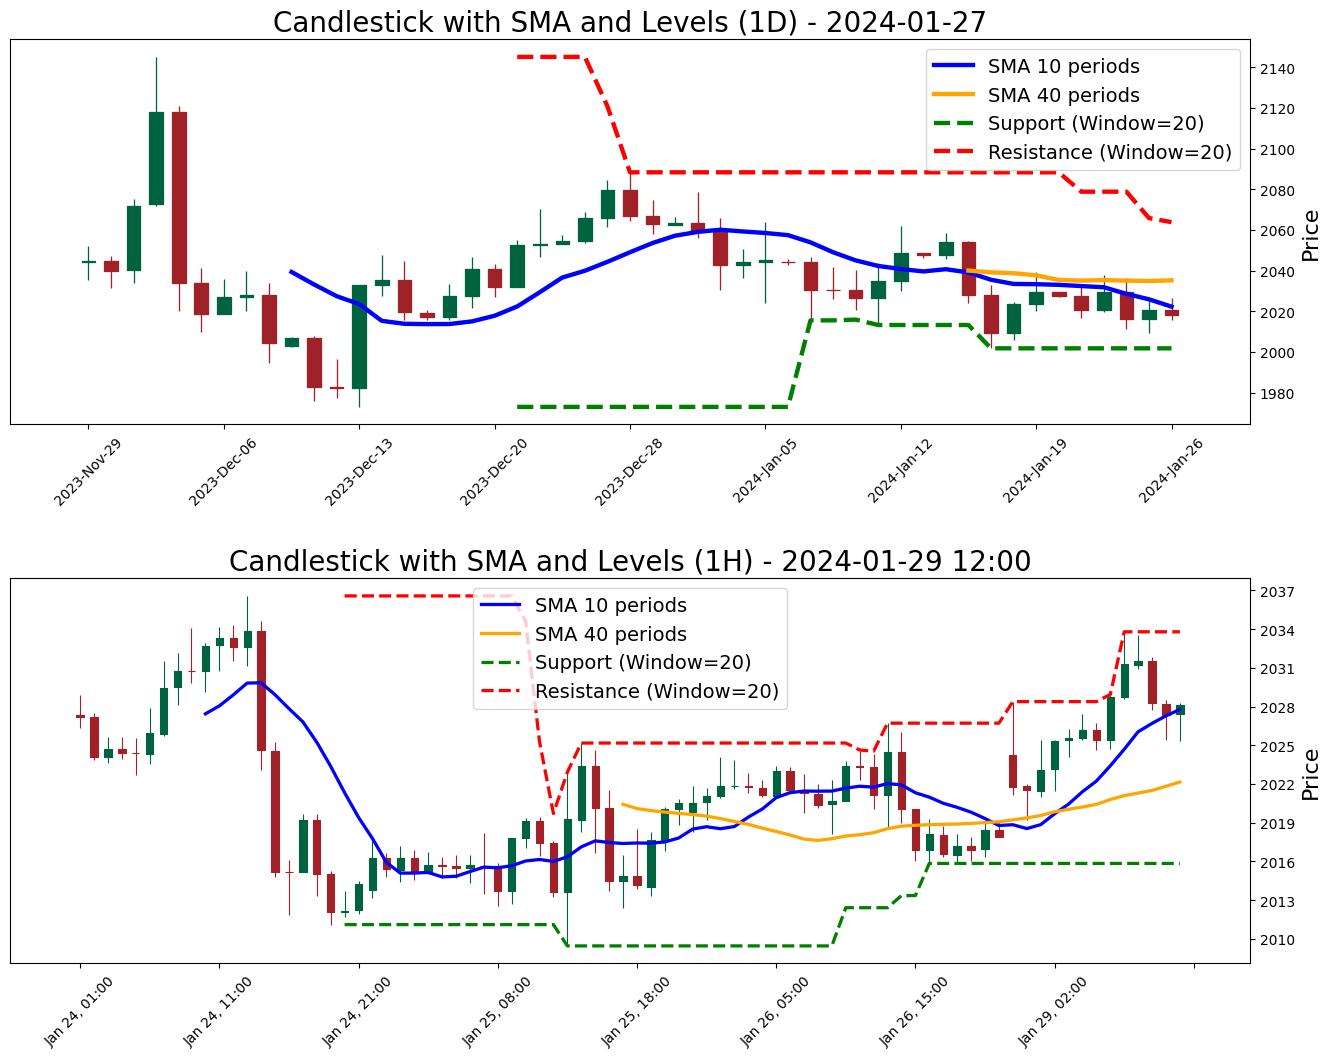 Candlestick with SMA and Levels (1D) - 2024-01-27
SMA 10 periods
SMA 40 periods
Support (Window=20)
Resistance (Window=20)
2140
2120
2100
2080
2060
2040
2020
2000
1980
Price
2023-Nov-29
2023-Dec-06
2023-Dec-13
2023-Dec-20
2023-Dec-28
2024-Jan-05
2024-Jan-12
2024-Jan-19
2024-Jan-26
Candlestick with SMA and Levels (1H) - 2024-01-29 12:00
SMA 10 periods
SMA 40 periods
Support (Window=20)
Resistance (Window=20)
2037
2034
2031
2028
2025
2022
2019
2016
2013
2010
Price
Jan 24, 01:00
Jan 24, 11:00
Jan 24, 21:00
Jan 25, 08:00
Jan 25, 18:00
Jan 26, 05:00
Jan 26, 15:00
Jan 29, 02:00